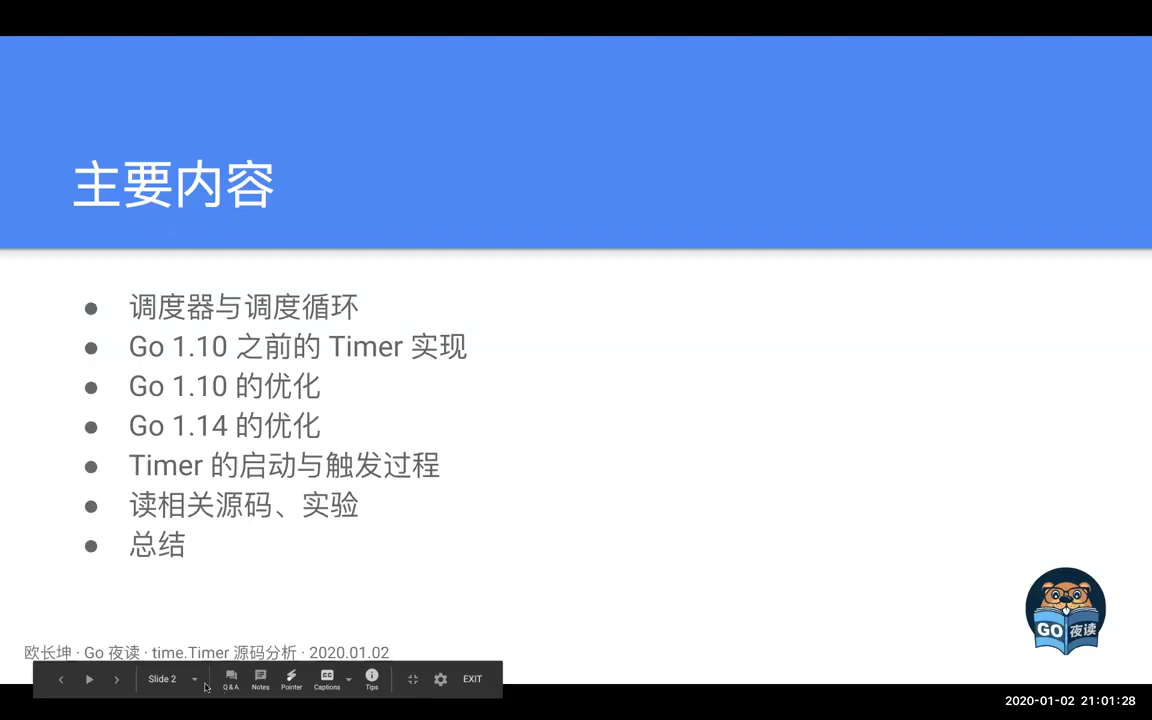 主要内容
● 调度器与调度循环
● Go 1.10 之前的 Timer 实现
● Go 1.10 的优化
● Go 1.14 的优化
● Timer 的启动与触发过程
● 读相关源码、实验
● 总结
GO 夜读
欧长坤 · Go 夜读 · time.Timer 源码分析 · 2020.01.02
Slide 2
Q&A
Notes
Pointer
Captions
Tips
EXIT
2020-01-02 21:01:28